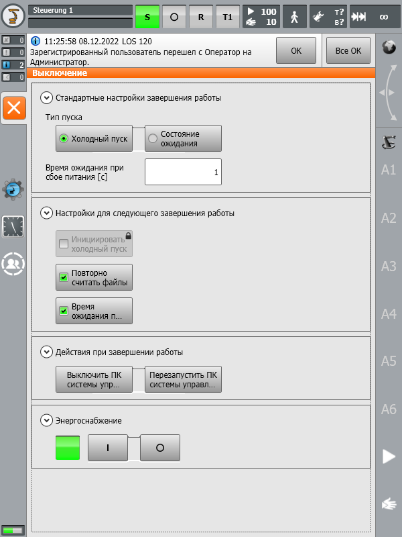 Steuerung 1
S O R T1
100
10
T?
B?
∞
0
0
2
0
11:25:58 08.12.2022 LOS 120
Зарегистрированный пользователь перешел с Оператор на
Администратор.
OK
Все OK
Выключение
Стандартные настройки завершения работы
Тип пуска
Холодный пуск
Состояние
ожидания
Время ожидания при
сбое питания [с]
1
Настройки для следующего завершения работы
Инициировать
холодный пуск
Повторно
считать файлы
Время
ожидания п...
Действия при завершении работы
Выключить ПК
системы упр...
Перезапустить ПК
системы управл...
Энергоснабжение
I
O
A1
A2
A3
A4
A5
A6